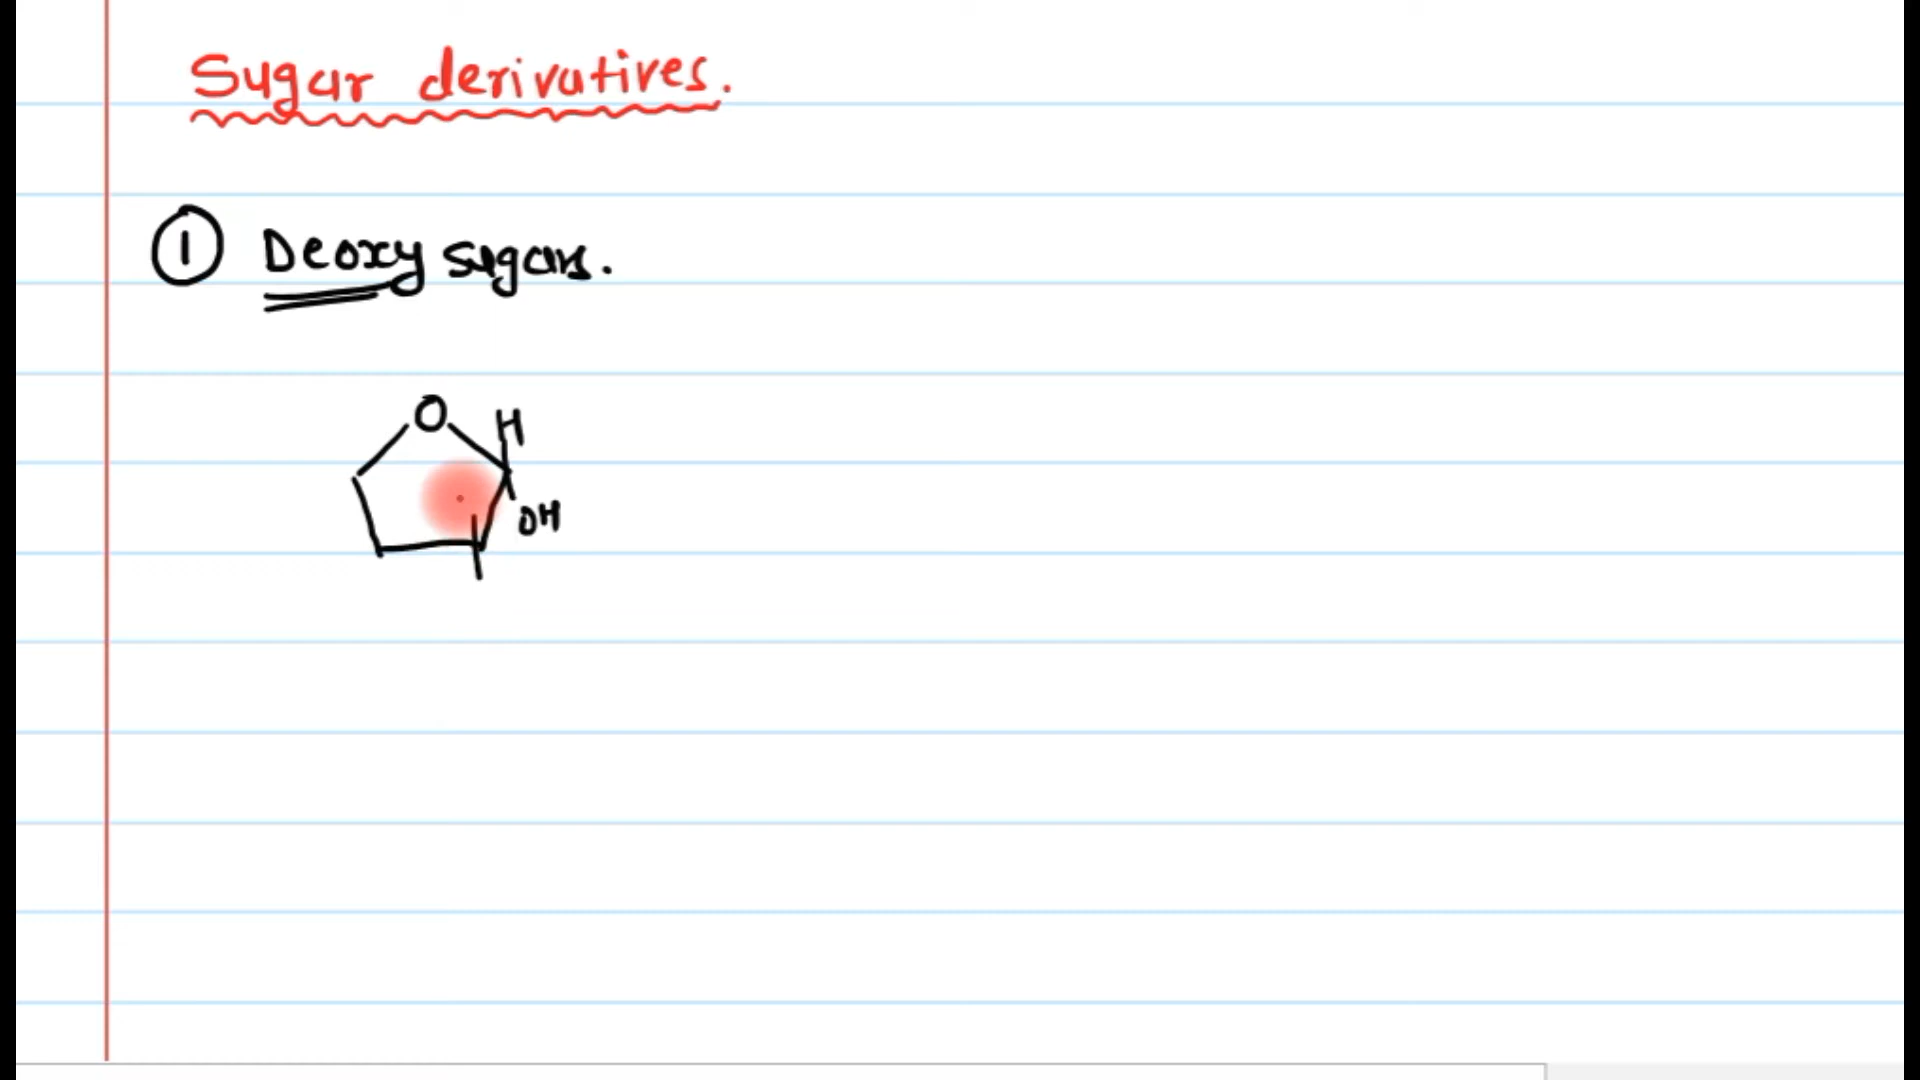 Sugar derivatives.
① Deoxy sugars.
O
H
OH